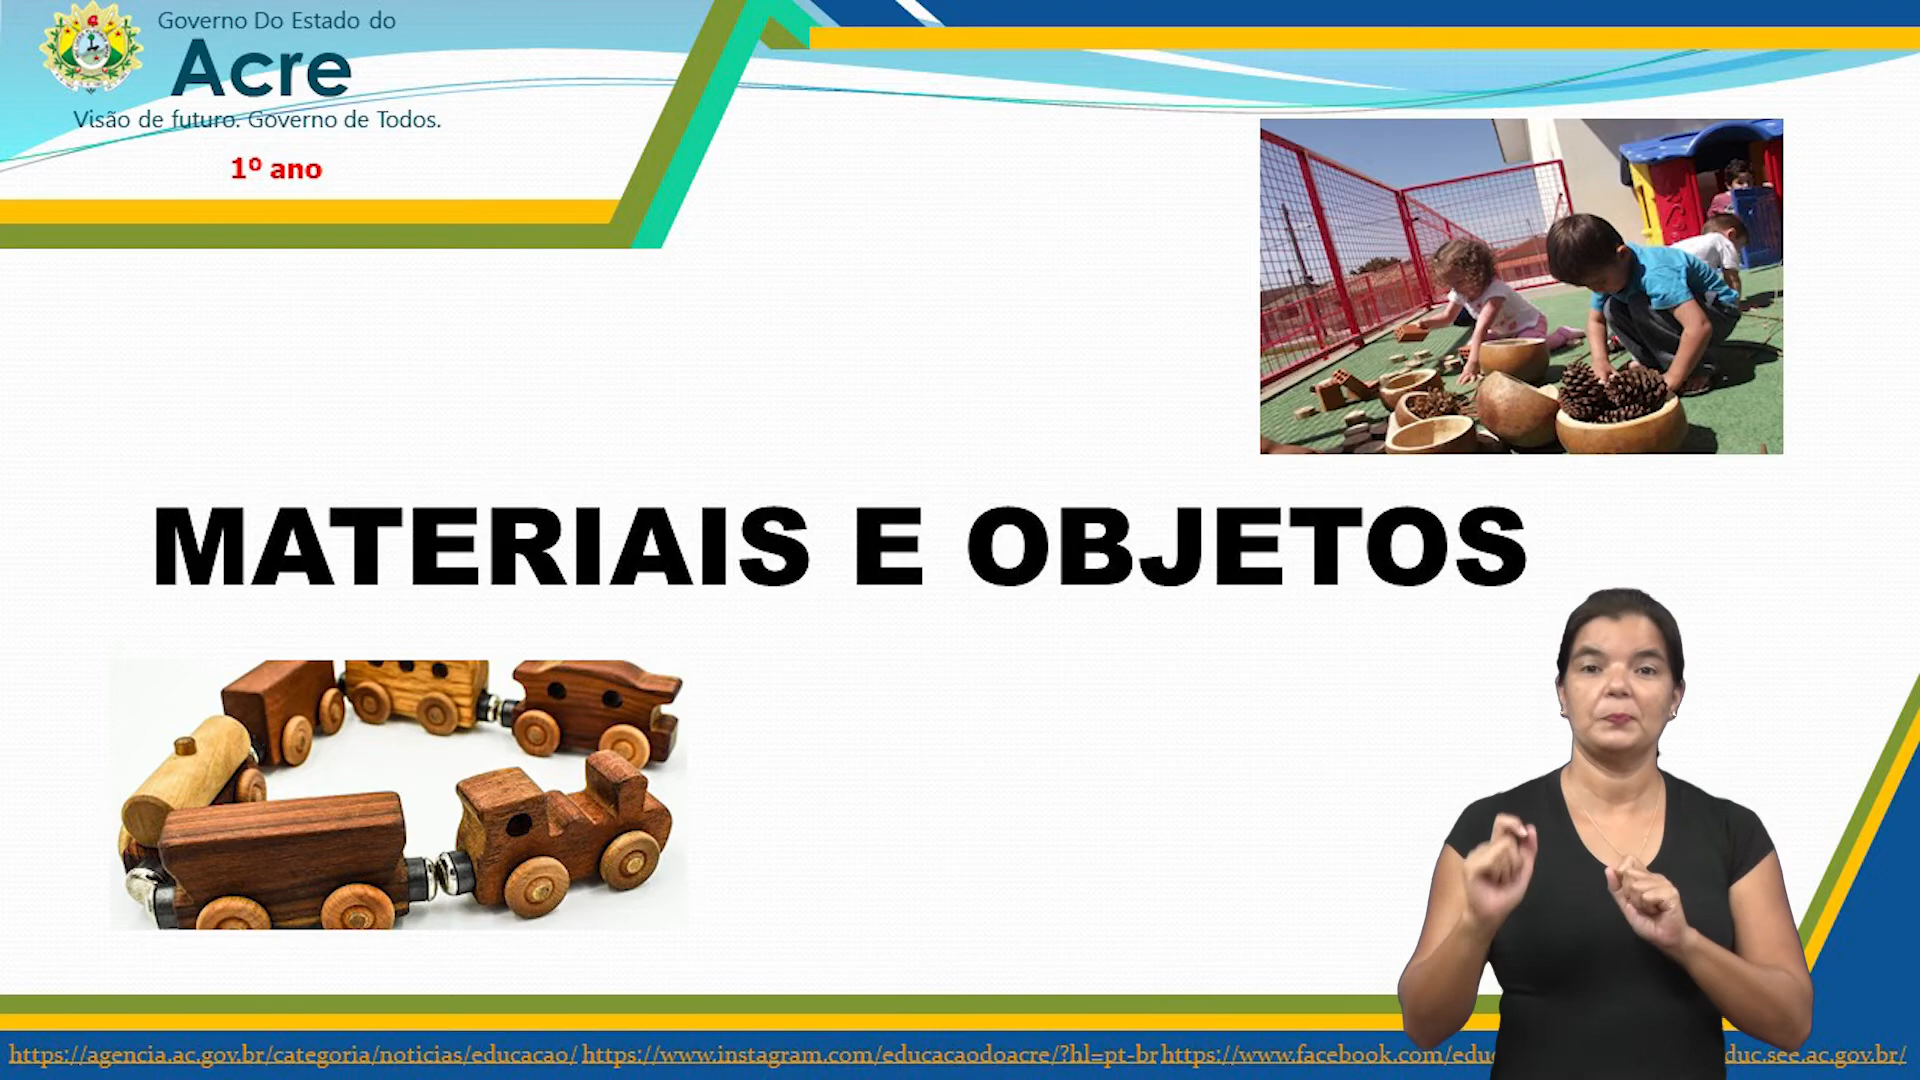 Governo Do Estado do
Acre
Visão de futuro. Governo de Todos.
1º ano
MATERIAIS E OBJETOS
https://agencia.ac.gov.br/categoria/noticias/educacao/ https://www.instagram.com/educacaodoacre/?hl=pt-br https://www.facebook.com/educ duc.see.ac.gov.br/